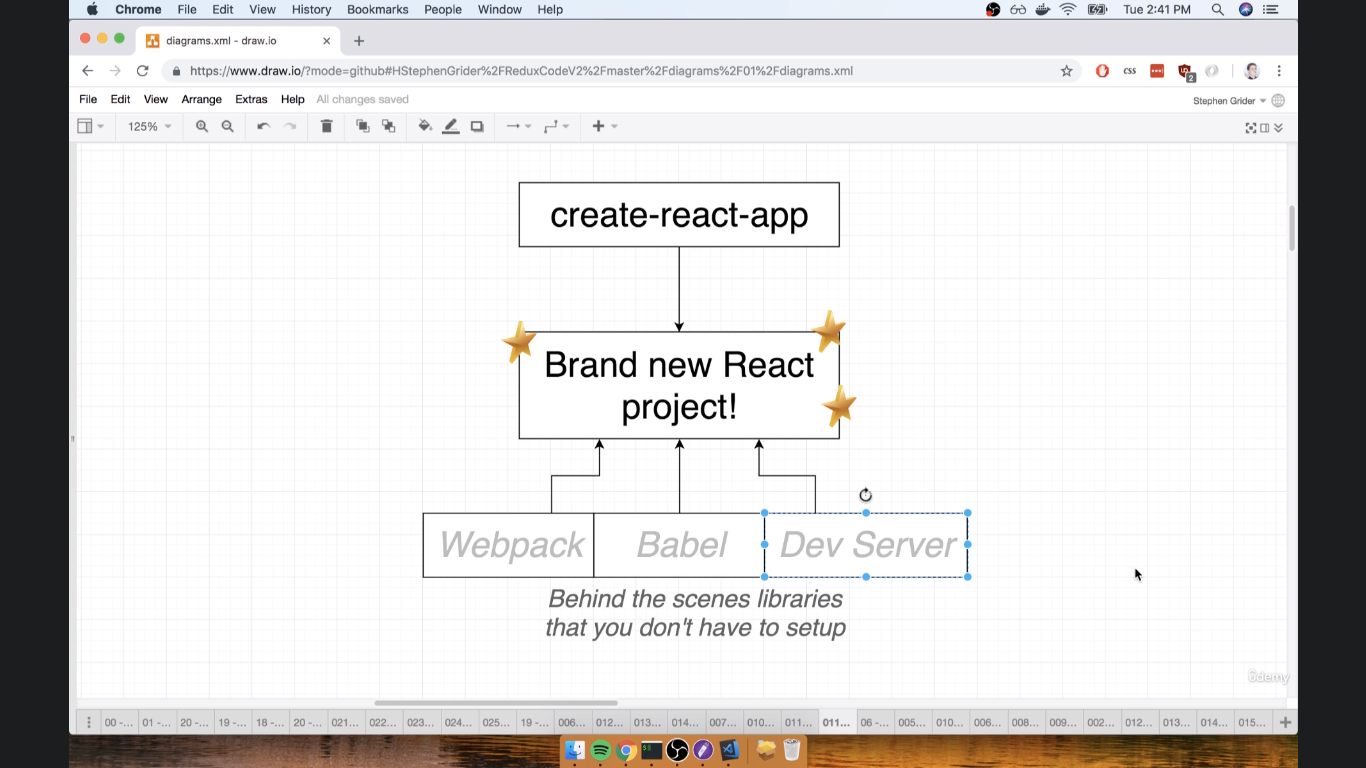 Chrome File Edit View History Bookmarks People Window Help Tue 2:41 PM
diagrams.xml - draw.io
https://www.draw.io/?mode=github#HStephenGrider%2FReduxCodeV2%2Fmaster%2Fdiagrams%2F01%2Fdiagrams.xml CSS 2
File Edit View Arrange Extras Help All changes saved Stephen Grider
125%
create-react-app
Brand new React
project!
Webpack Babel Dev Server
Behind the scenes libraries
that you don't have to setup
ûdemy
00 -... 01 -... 20 -... 19 -... 18 -... 20 -... 021... 022... 023... 024... 025... 19 -... 006... 012... 013... 014... 007... 010... 011... 011... 06 -... 005... 010... 006... 008... 009... 002... 012... 013... 014... 015...